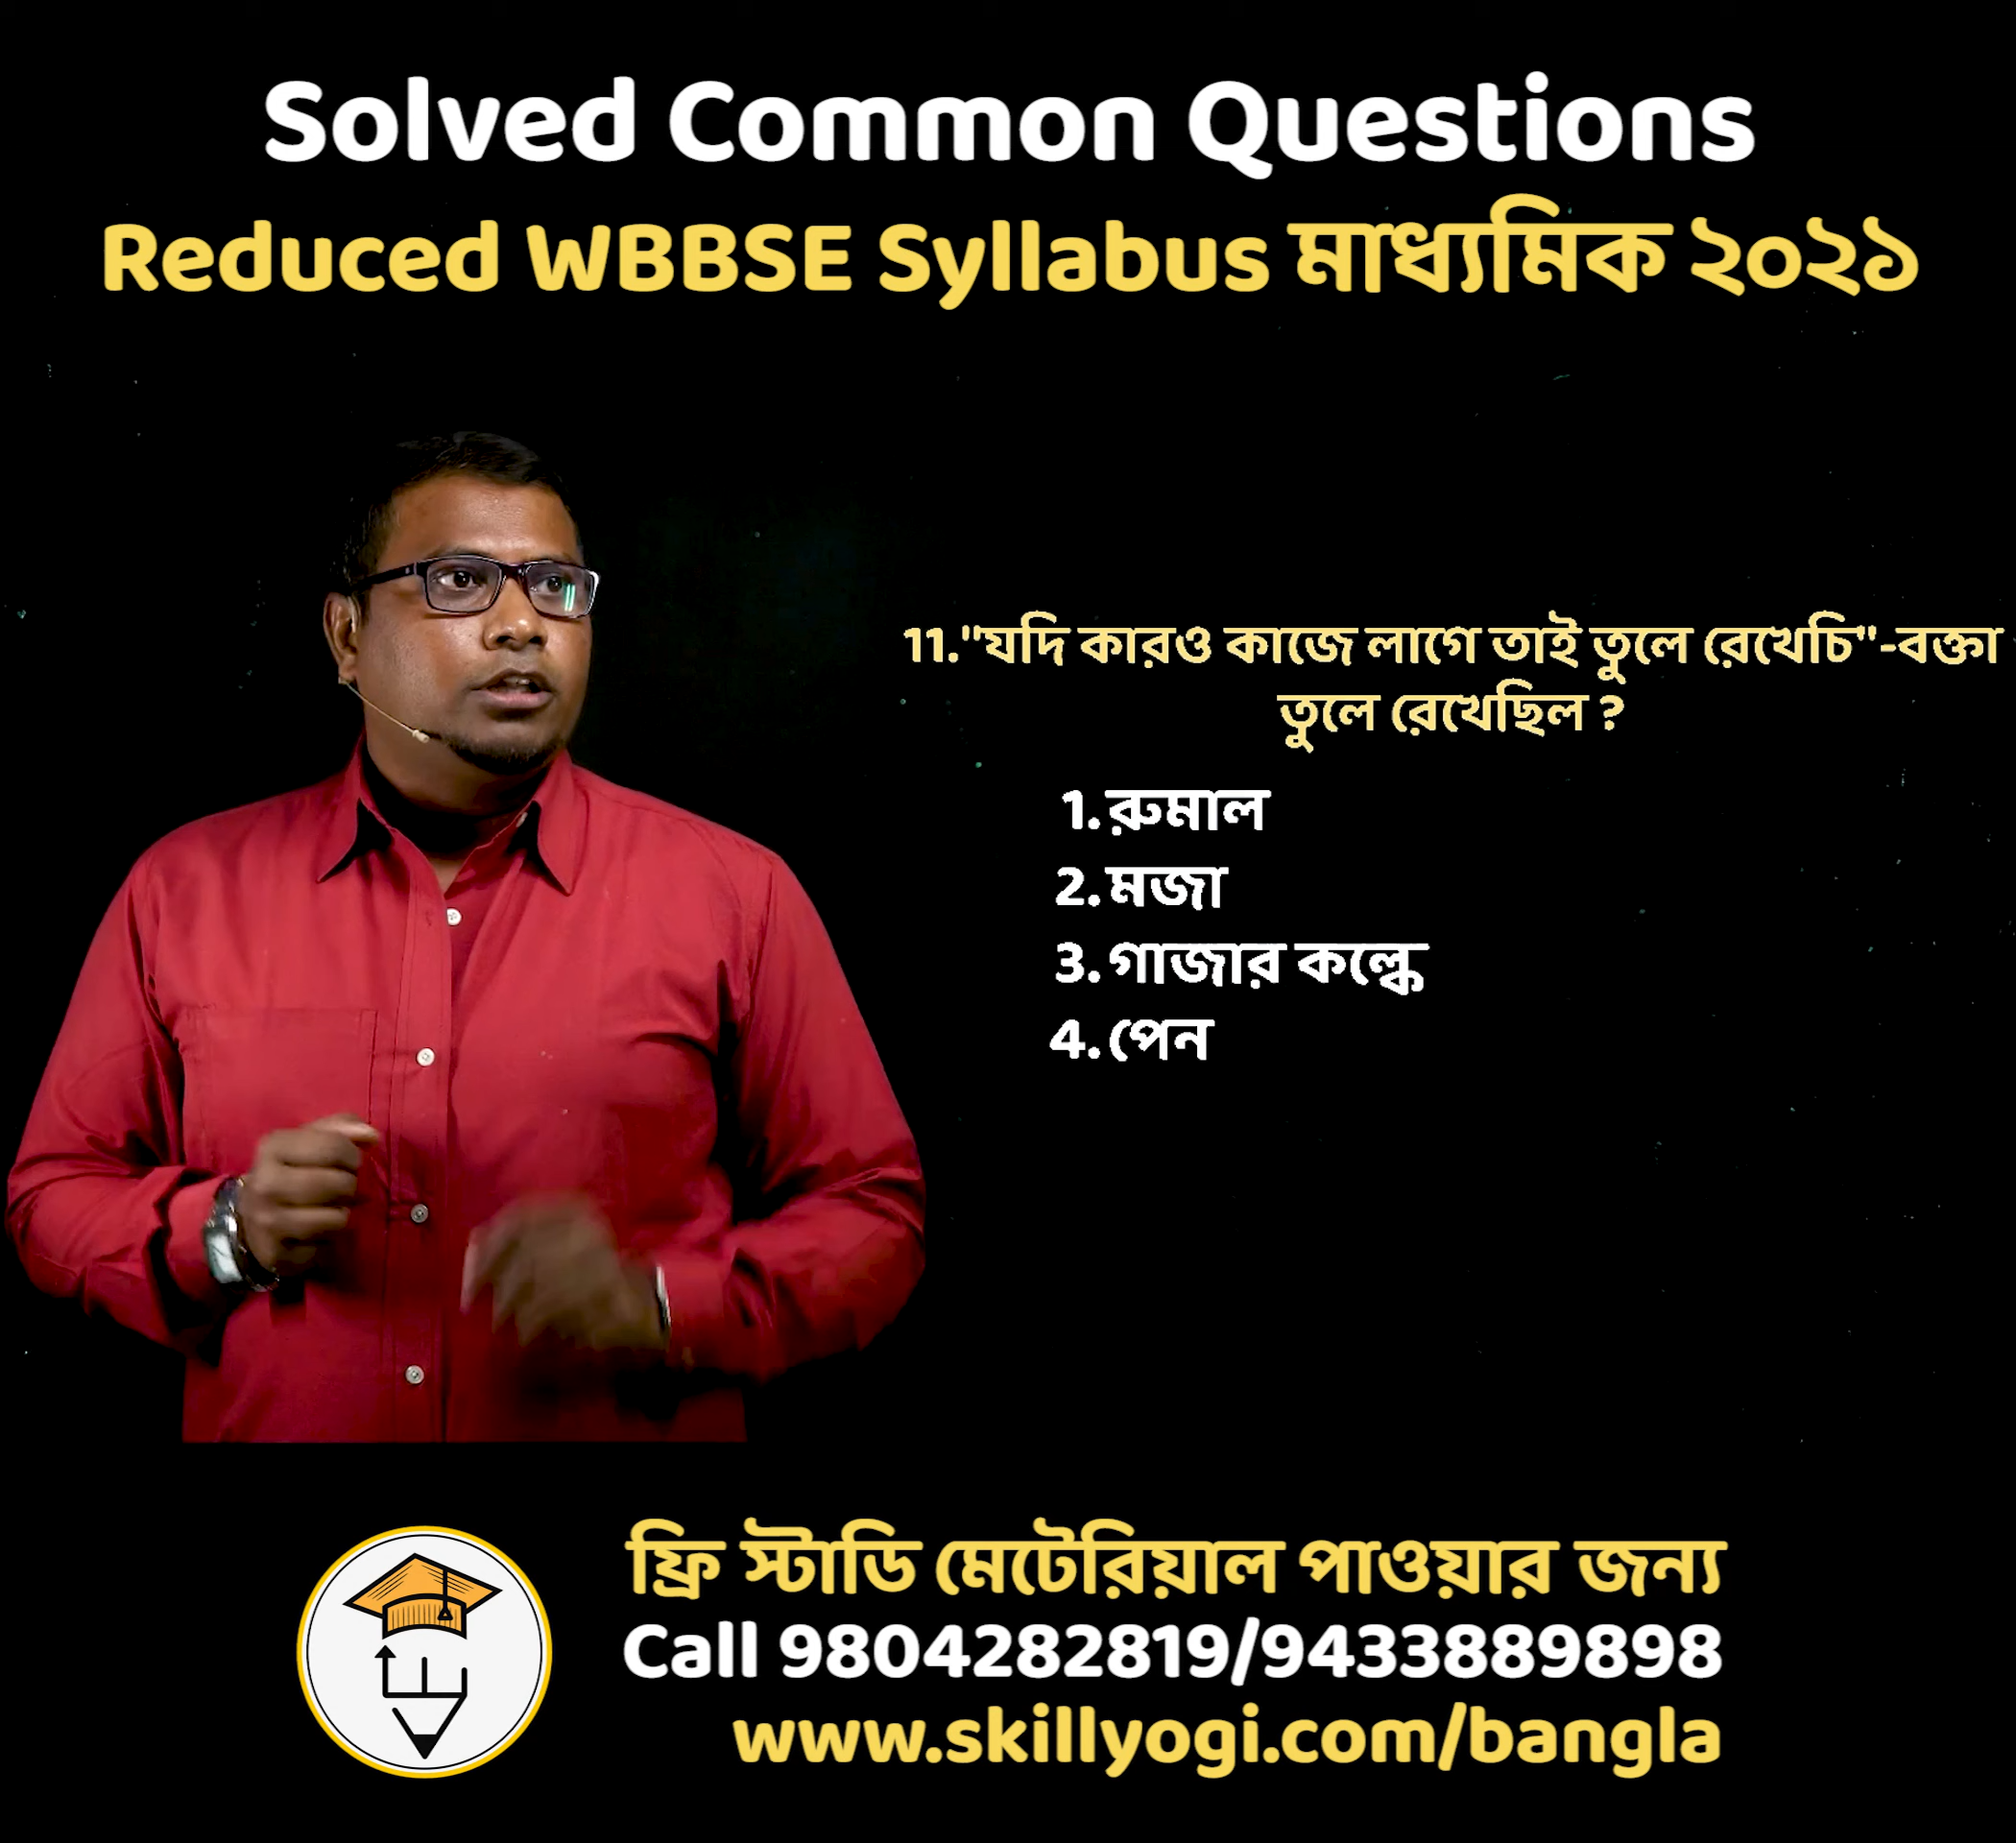 Solved Common Questions
Reduced WBBSE Syllabus মাধ্যমিক ২০২১
11."যদি কারও কাজে লাগে তাই তুলে রেখেচি"-বক্তা
তুলে রেখেছিল ?
1. রুমাল
2. মজা
3. গাজার কল্কে
4. পেন
ফ্রি স্টাডি মেটেরিয়াল পাওয়ার জন্য
Call 9804282819/9433889898
www.skillyogi.com/bangla